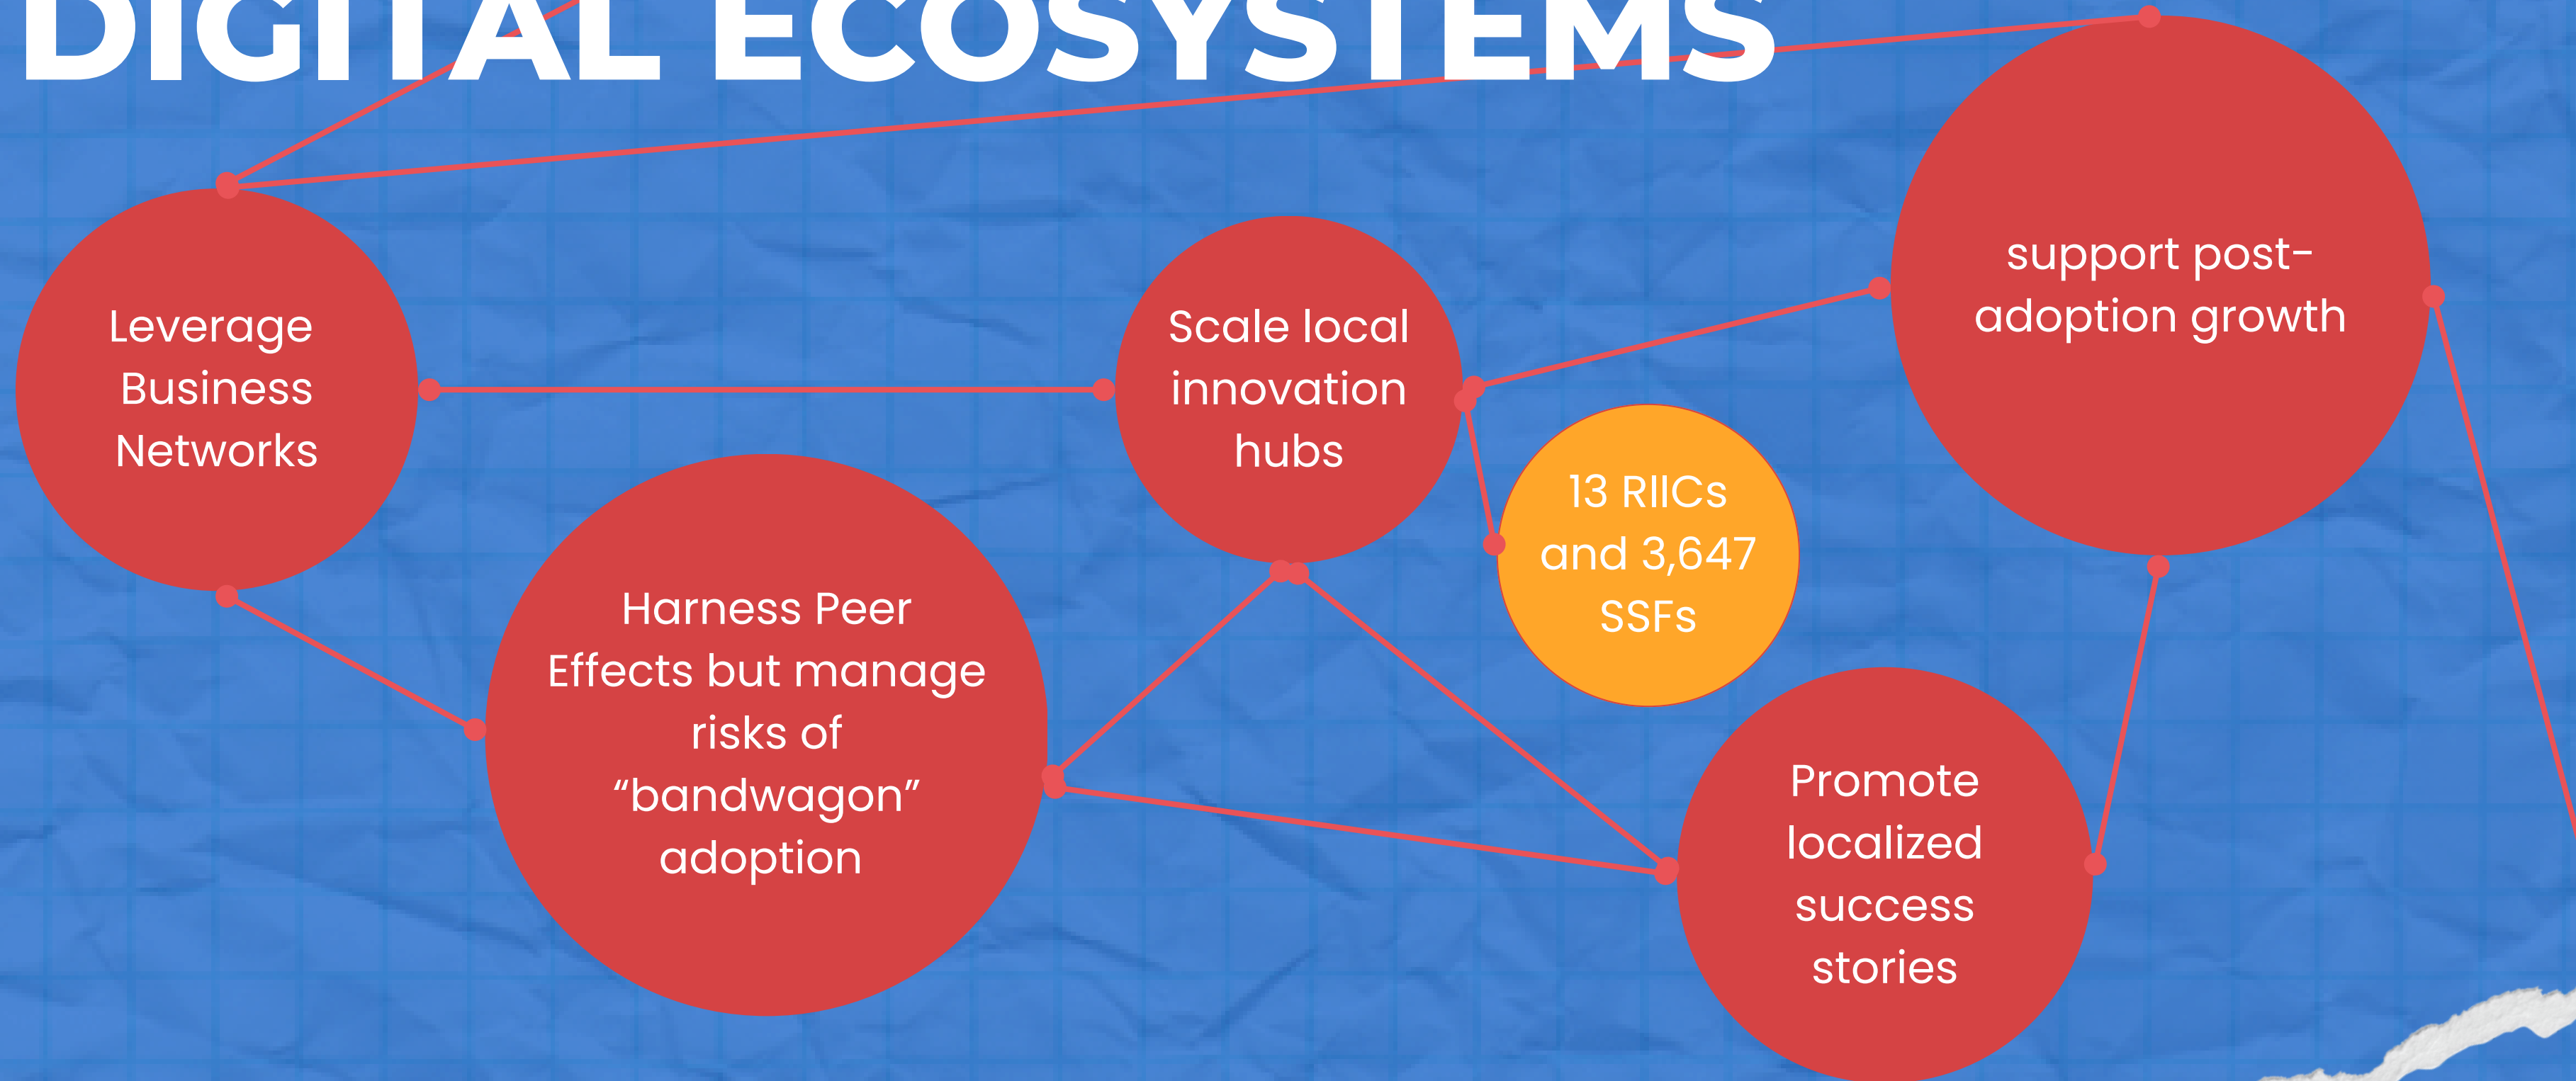 DIGITAL ECOSYSTEMS
Leverage
Business
Networks
Harness Peer
Effects but manage
risks of
“bandwagon”
adoption
Scale local
innovation
hubs
13 RIICs
and 3,647
SSFs
support post-
adoption growth
Promote
localized
success
stories